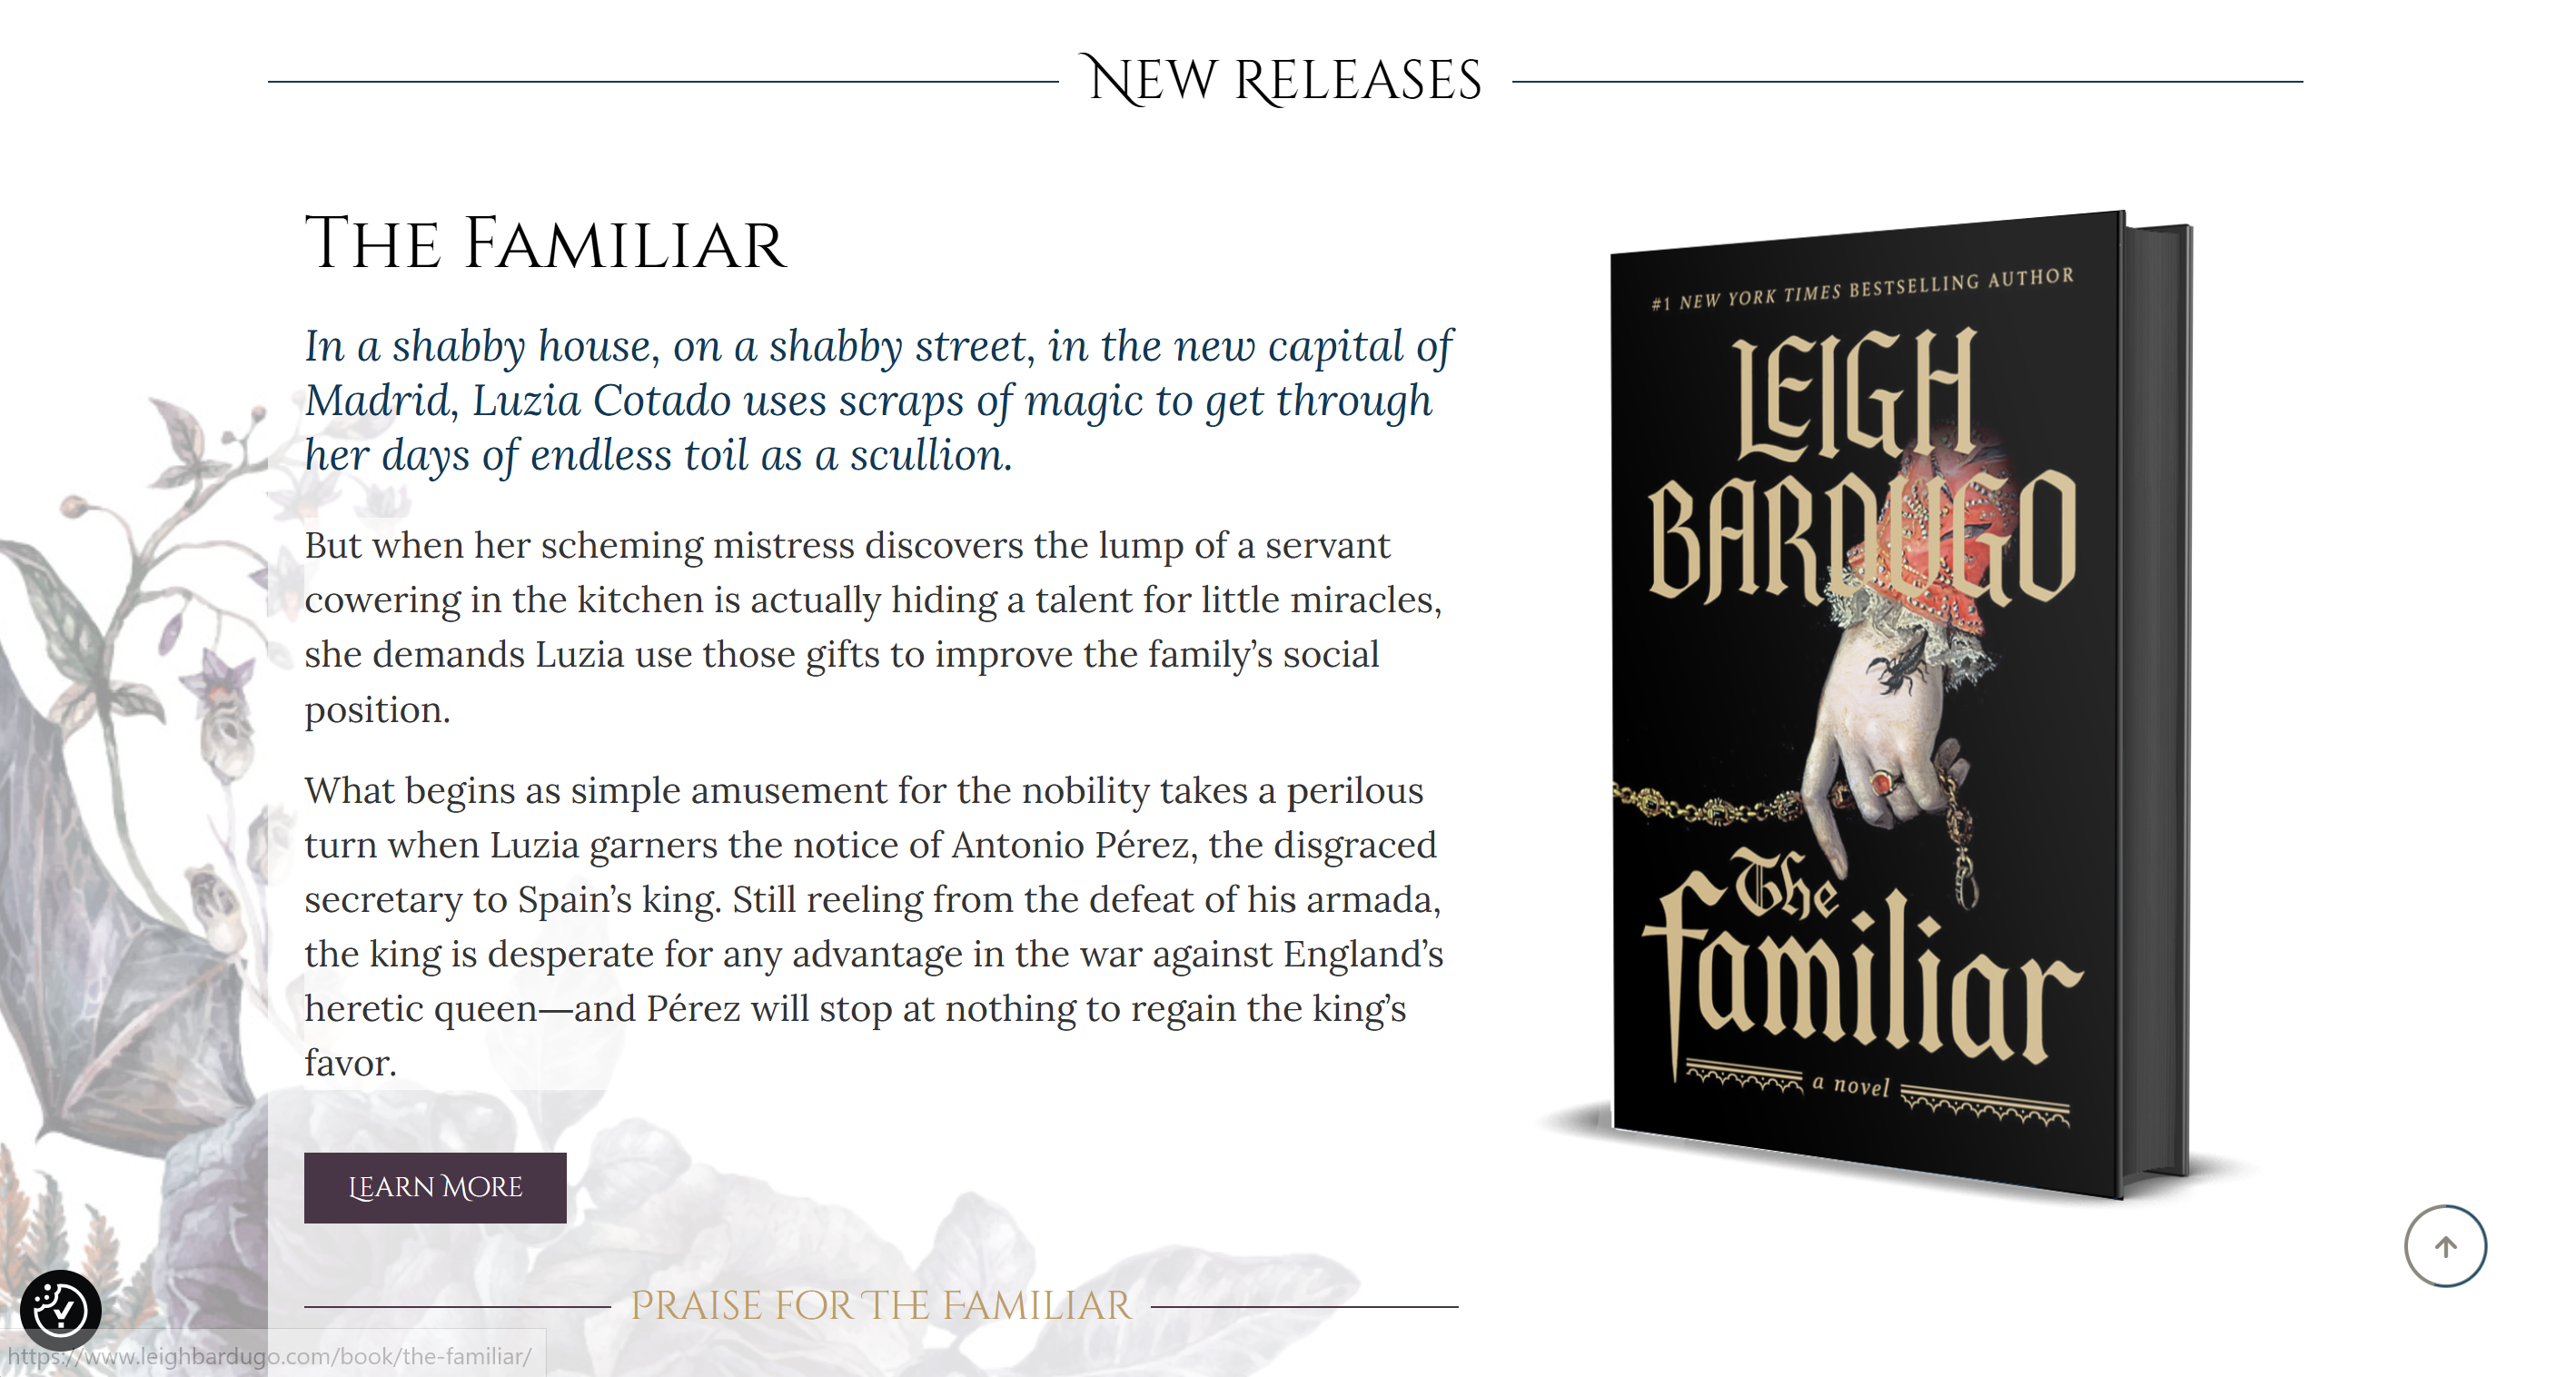 New Releases
The Familiar
In a shabby house, on a shabby street, in the new capital of
Madrid, Luzia Cotado uses scraps of magic to get through
her days of endless toil as a scullion.
But when her scheming mistress discovers the lump of a servant
cowering in the kitchen is actually hiding a talent for little miracles,
she demands Luzia use those gifts to improve the family’s social
position.
What begins as simple amusement for the nobility takes a perilous
turn when Luzia garners the notice of Antonio Pérez, the disgraced
secretary to Spain’s king. Still reeling from the defeat of his armada,
the king is desperate for any advantage in the war against England’s
heretic queen—and Pérez will stop at nothing to regain the king’s
favor.
Learn More
Praise for The Familiar
https://www.leighbardugo.com/book/the-familiar/
#1 NEW YORK TIMES BESTSELLING AUTHOR
LEIGH
BARDUGO
The
familiar
a novel